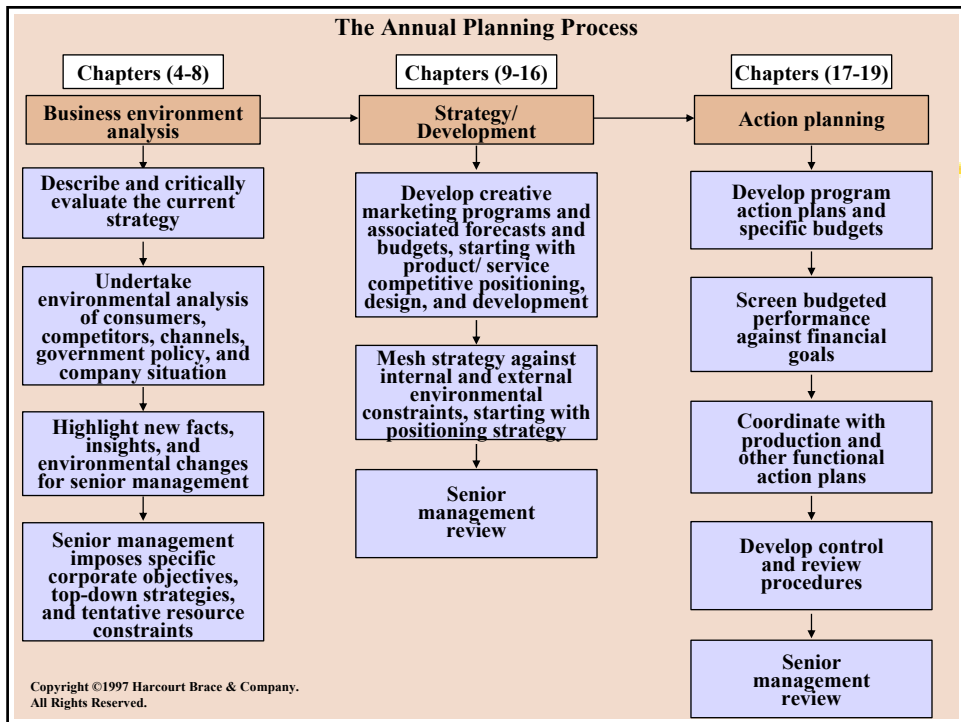 The Annual Planning Process
Chapters (4-8)
Business environment
analysis
Describe and critically
evaluate the current
strategy
Undertake
environmental analysis
of consumers,
competitors, channels,
government policy, and
company situation
Highlight new facts,
insights, and
environmental changes
for senior management
Senior management
imposes specific
corporate objectives,
top-down strategies,
and tentative resource
constraints
Chapters (9-16)
Strategy/
Development
Develop creative
marketing programs and
associated forecasts and
budgets, starting with
product/ service
competitive positioning,
design, and development
Mesh strategy against
internal and external
environmental
constraints, starting with
positioning strategy
Senior
management
review
Chapters (17-19)
Action planning
Develop program
action plans and
specific budgets
Screen budgeted
performance
against financial
goals
Coordinate with
production and
other functional
action plans
Develop control
and review
procedures
Senior
management
review
Copyright ©1997 Harcourt Brace & Company.
All Rights Reserved.